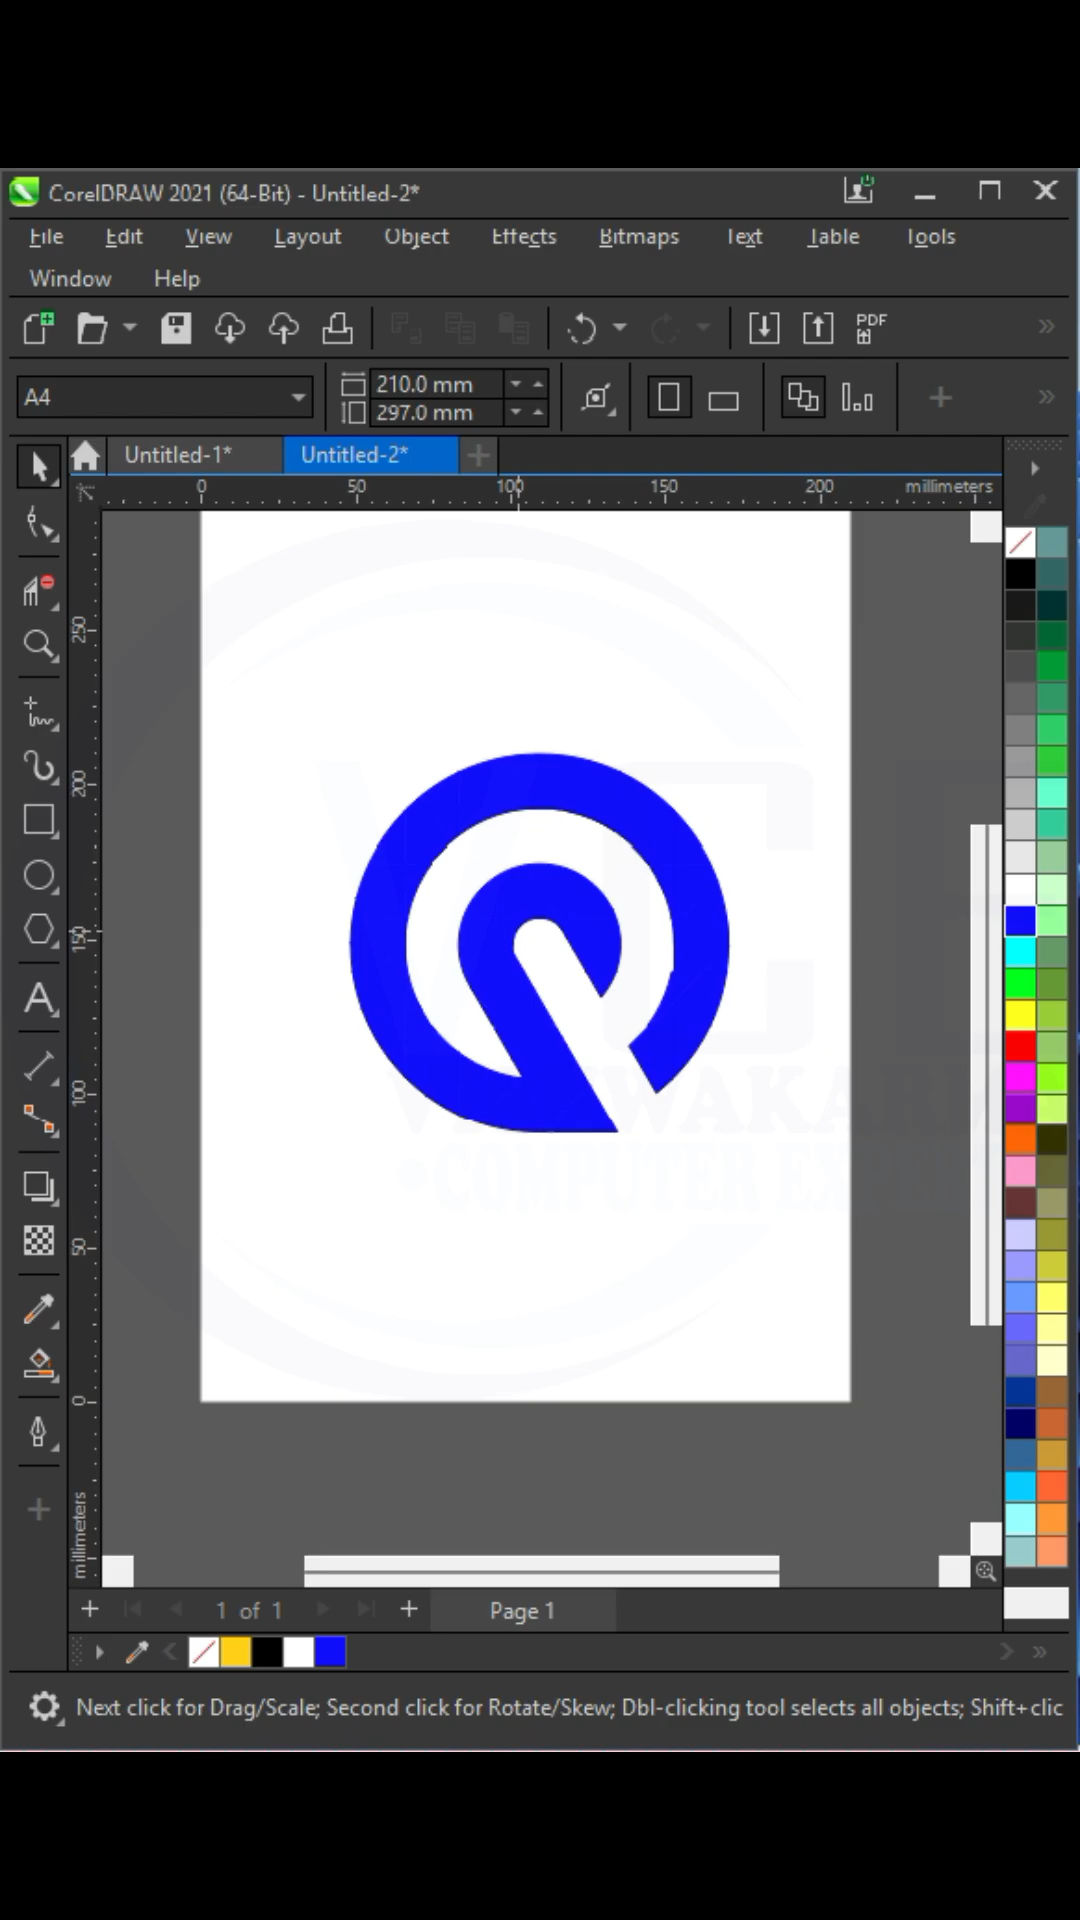 CorelDRAW 2021 (64-Bit) - Untitled-2*
File Edit View Layout Object Effects Bitmaps Text Table Tools
Window Help
PDF
A4
210.0 mm
297.0 mm
Untitled-1* Untitled-2*
0 50 100 150 200 millimeters
250
200
150
100
50
0
millimeters
COMPUTER
1 of 1 Page 1
Next click for Drag/Scale; Second click for Rotate/Skew; Dbl-clicking tool selects all objects; Shift+clic